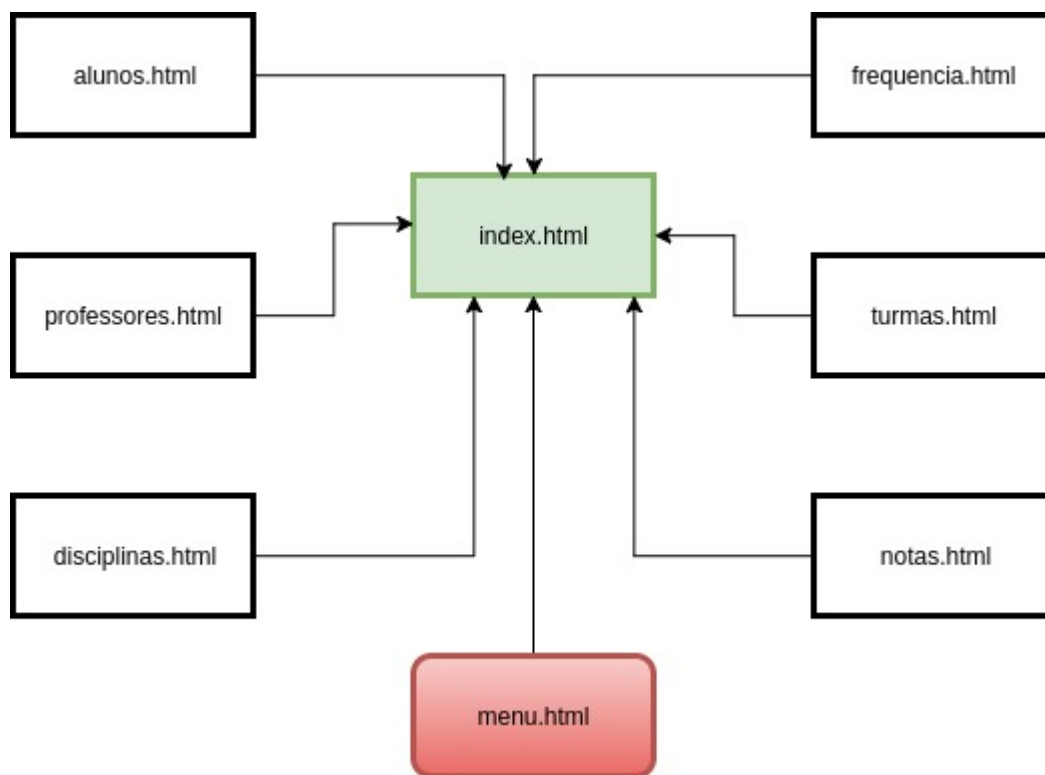 alunos.html
frequencia.html
index.html
professores.html
turmas.html
disciplinas.html
notas.html
menu.html